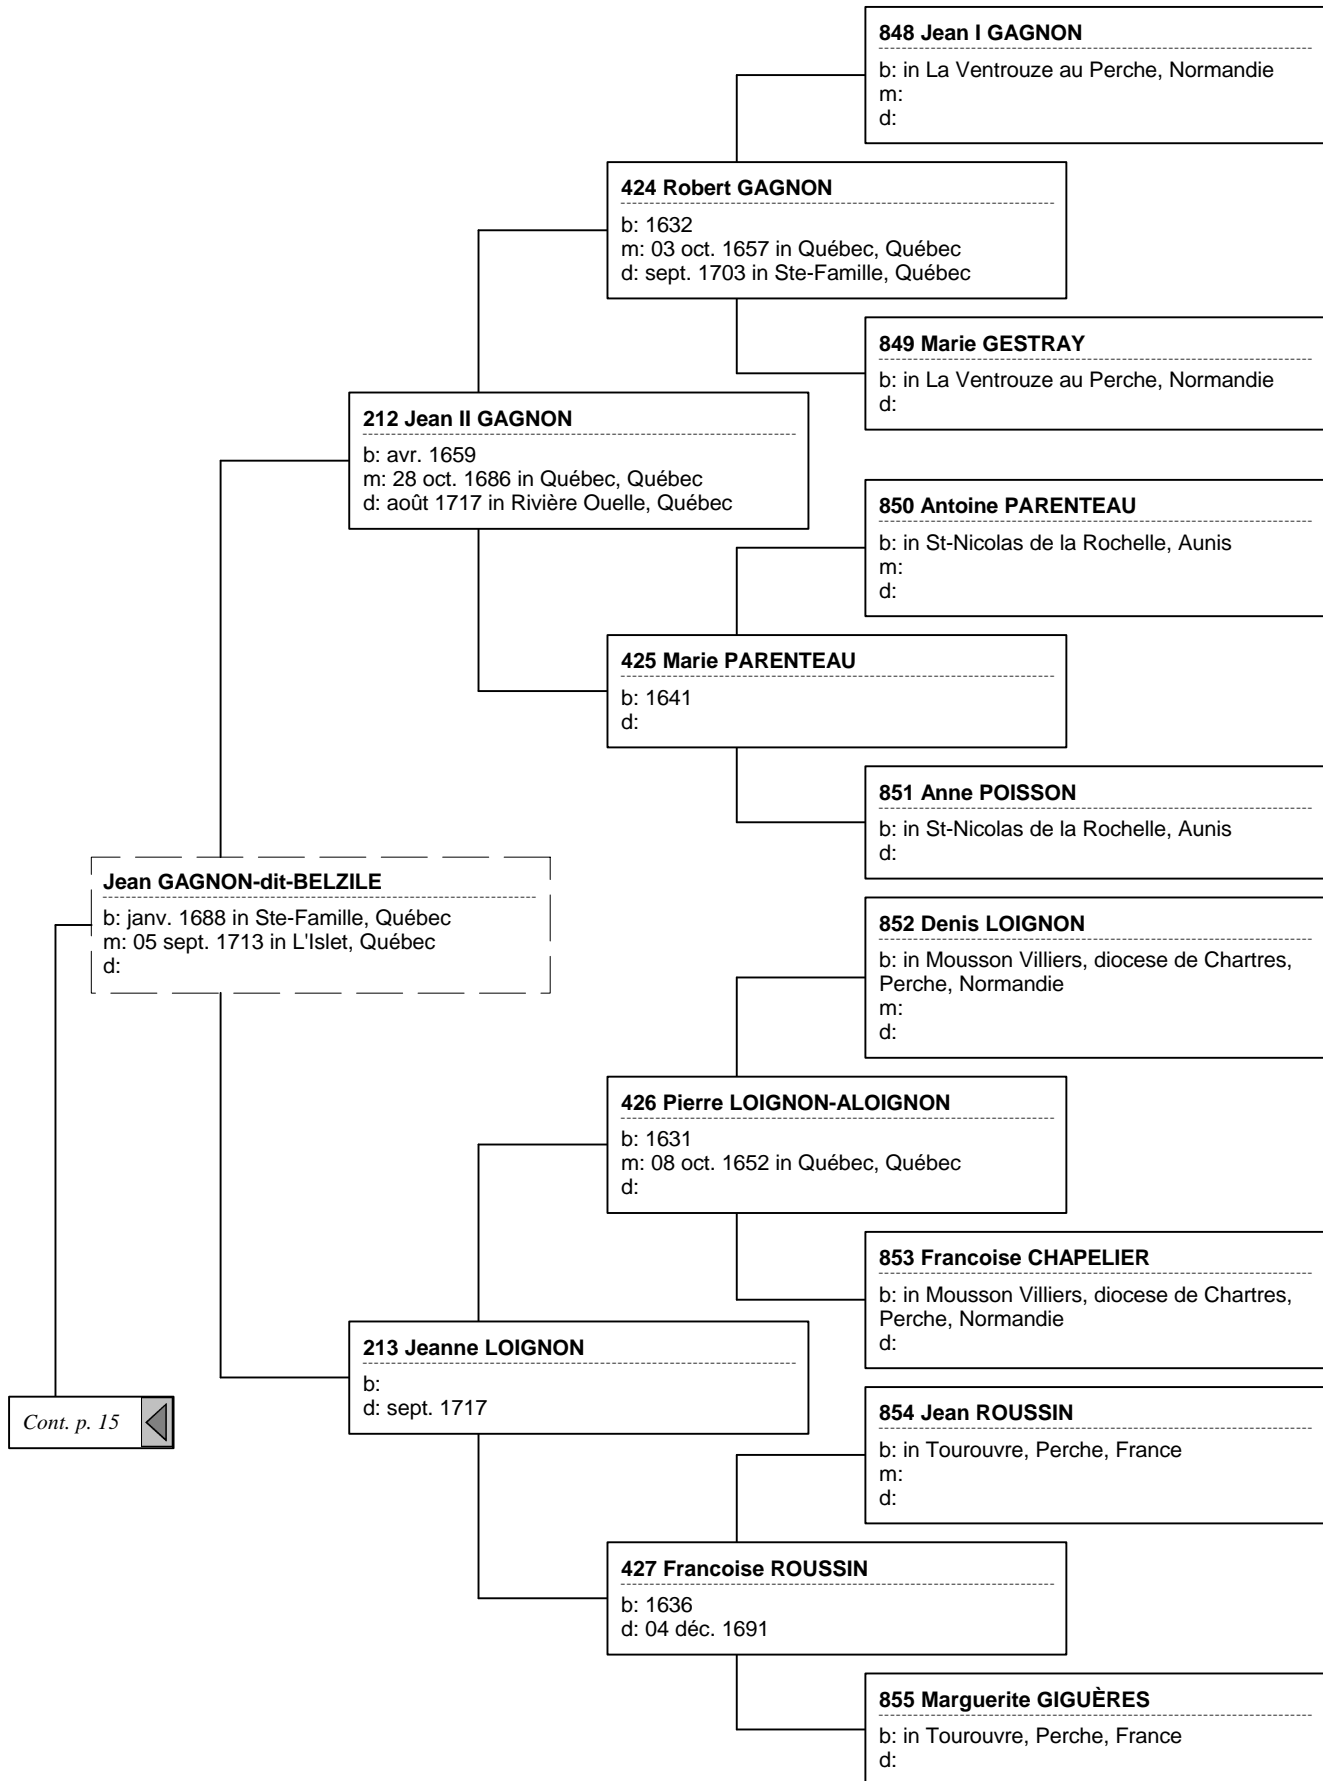 848 Jean I GAGNON
b: in La Ventrouze au Perche, Normandie
m:
d:
424 Robert GAGNON
b: 1632
m: 03 oct. 1657 in Québec, Québec
d: sept. 1703 in Ste-Famille, Québec
849 Marie GESTRAY
b: in La Ventrouze au Perche, Normandie
d:
212 Jean II GAGNON
b: avr. 1659
m: 28 oct. 1686 in Québec, Québec
d: août 1717 in Rivière Ouelle, Québec
850 Antoine PARENTEAU
b: in St-Nicolas de la Rochelle, Aunis
m:
d:
425 Marie PARENTEAU
b: 1641
d:
851 Anne POISSON
b: in St-Nicolas de la Rochelle, Aunis
d:
Jean GAGNON-dit-BELZILE
b: janv. 1688 in Ste-Famille, Québec
m: 05 sept. 1713 in L'Islet, Québec
d:
852 Denis LOIGNON
b: in Mousson Villiers, diocese de Chartres,
Perche, Normandie
m:
d:
426 Pierre LOIGNON-ALOIGNON
b: 1631
m: 08 oct. 1652 in Québec, Québec
d:
853 Francoise CHAPELIER
b: in Mousson Villiers, diocese de Chartres,
Perche, Normandie
d:
213 Jeanne LOIGNON
b:
d: sept. 1717
Cont. p. 15
854 Jean ROUSSIN
b: in Tourouvre, Perche, France
m:
d:
427 Francoise ROUSSIN
b: 1636
d: 04 déc. 1691
855 Marguerite GIGUÈRES
b: in Tourouvre, Perche, France
d: